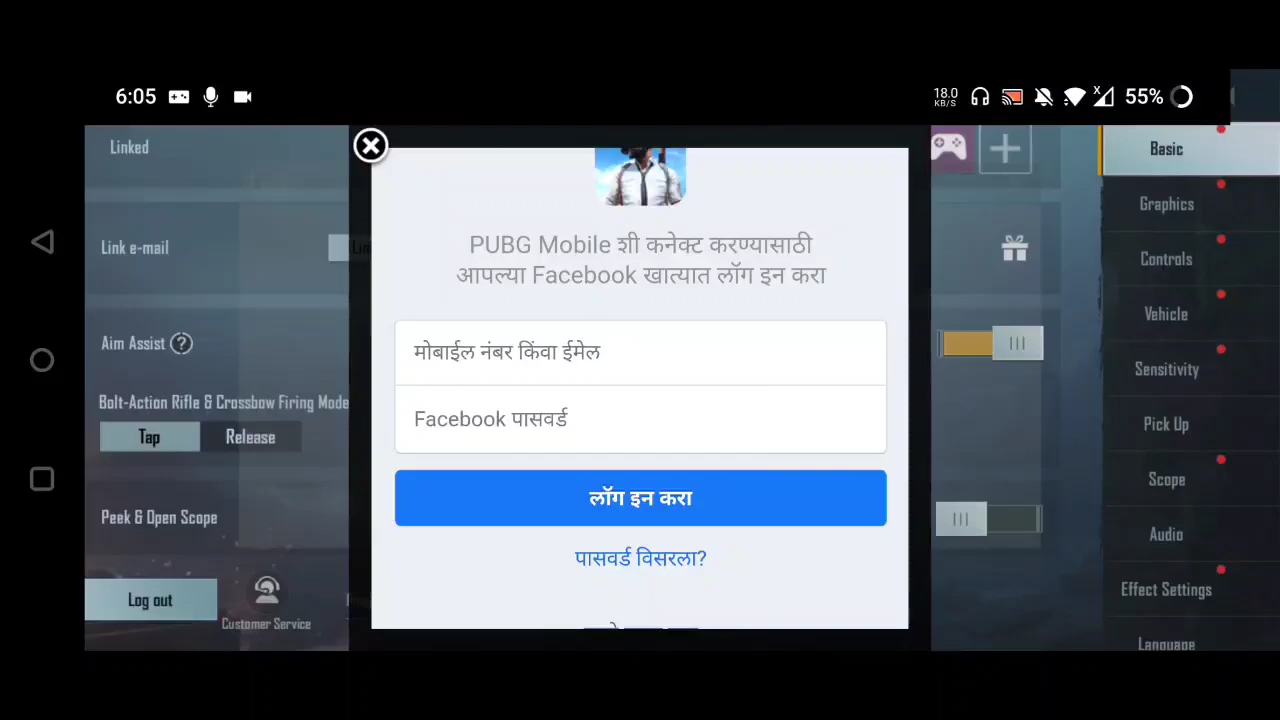 6:05
18.0
KB/S
X
55%
Linked
Link e-mail
Aim Assist ?
Bolt-Action Rifle & Crossbow Firing Mode
Tap
Release
Peek & Open Scope
Log out
Customer Service
PUBG Mobile शी कनेक्ट करण्यासाठी
आपल्या Facebook खात्यात लॉग इन करा
मोबाईल नंबर किंवा ईमेल
Facebook पासवर्ड
लॉग इन करा
पासवर्ड विसरला?
Basic
Graphics
Controls
Vehicle
Sensitivity
Pick Up
Scope
Audio
Effect Settings
Language